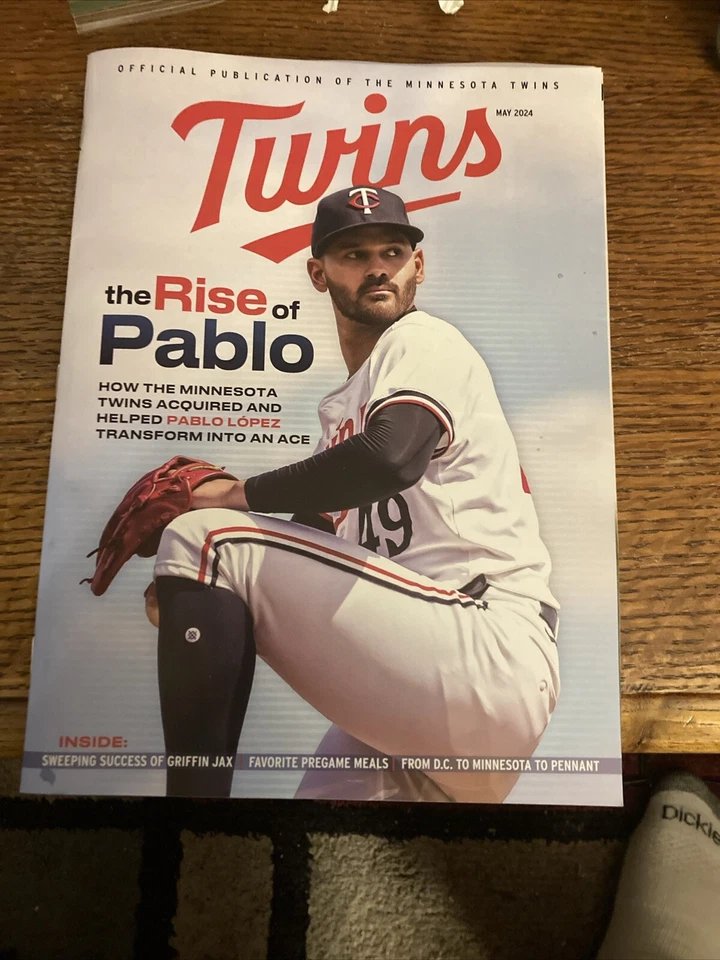 OFFICIAL PUBLICATION OF THE MINNESOTA TWINS
MAY 2024
Twins
TC
the Rise of
Pablo
HOW THE MINNESOTA
TWINS ACQUIRED AND
HELPED PABLO LÓPEZ
TRANSFORM INTO AN ACE
49
INSIDE:
SWEEPING SUCCESS OF GRIFFIN JAX | FAVORITE PREGAME MEALS | FROM D.C. TO MINNESOTA TO PENNANT
Dickie